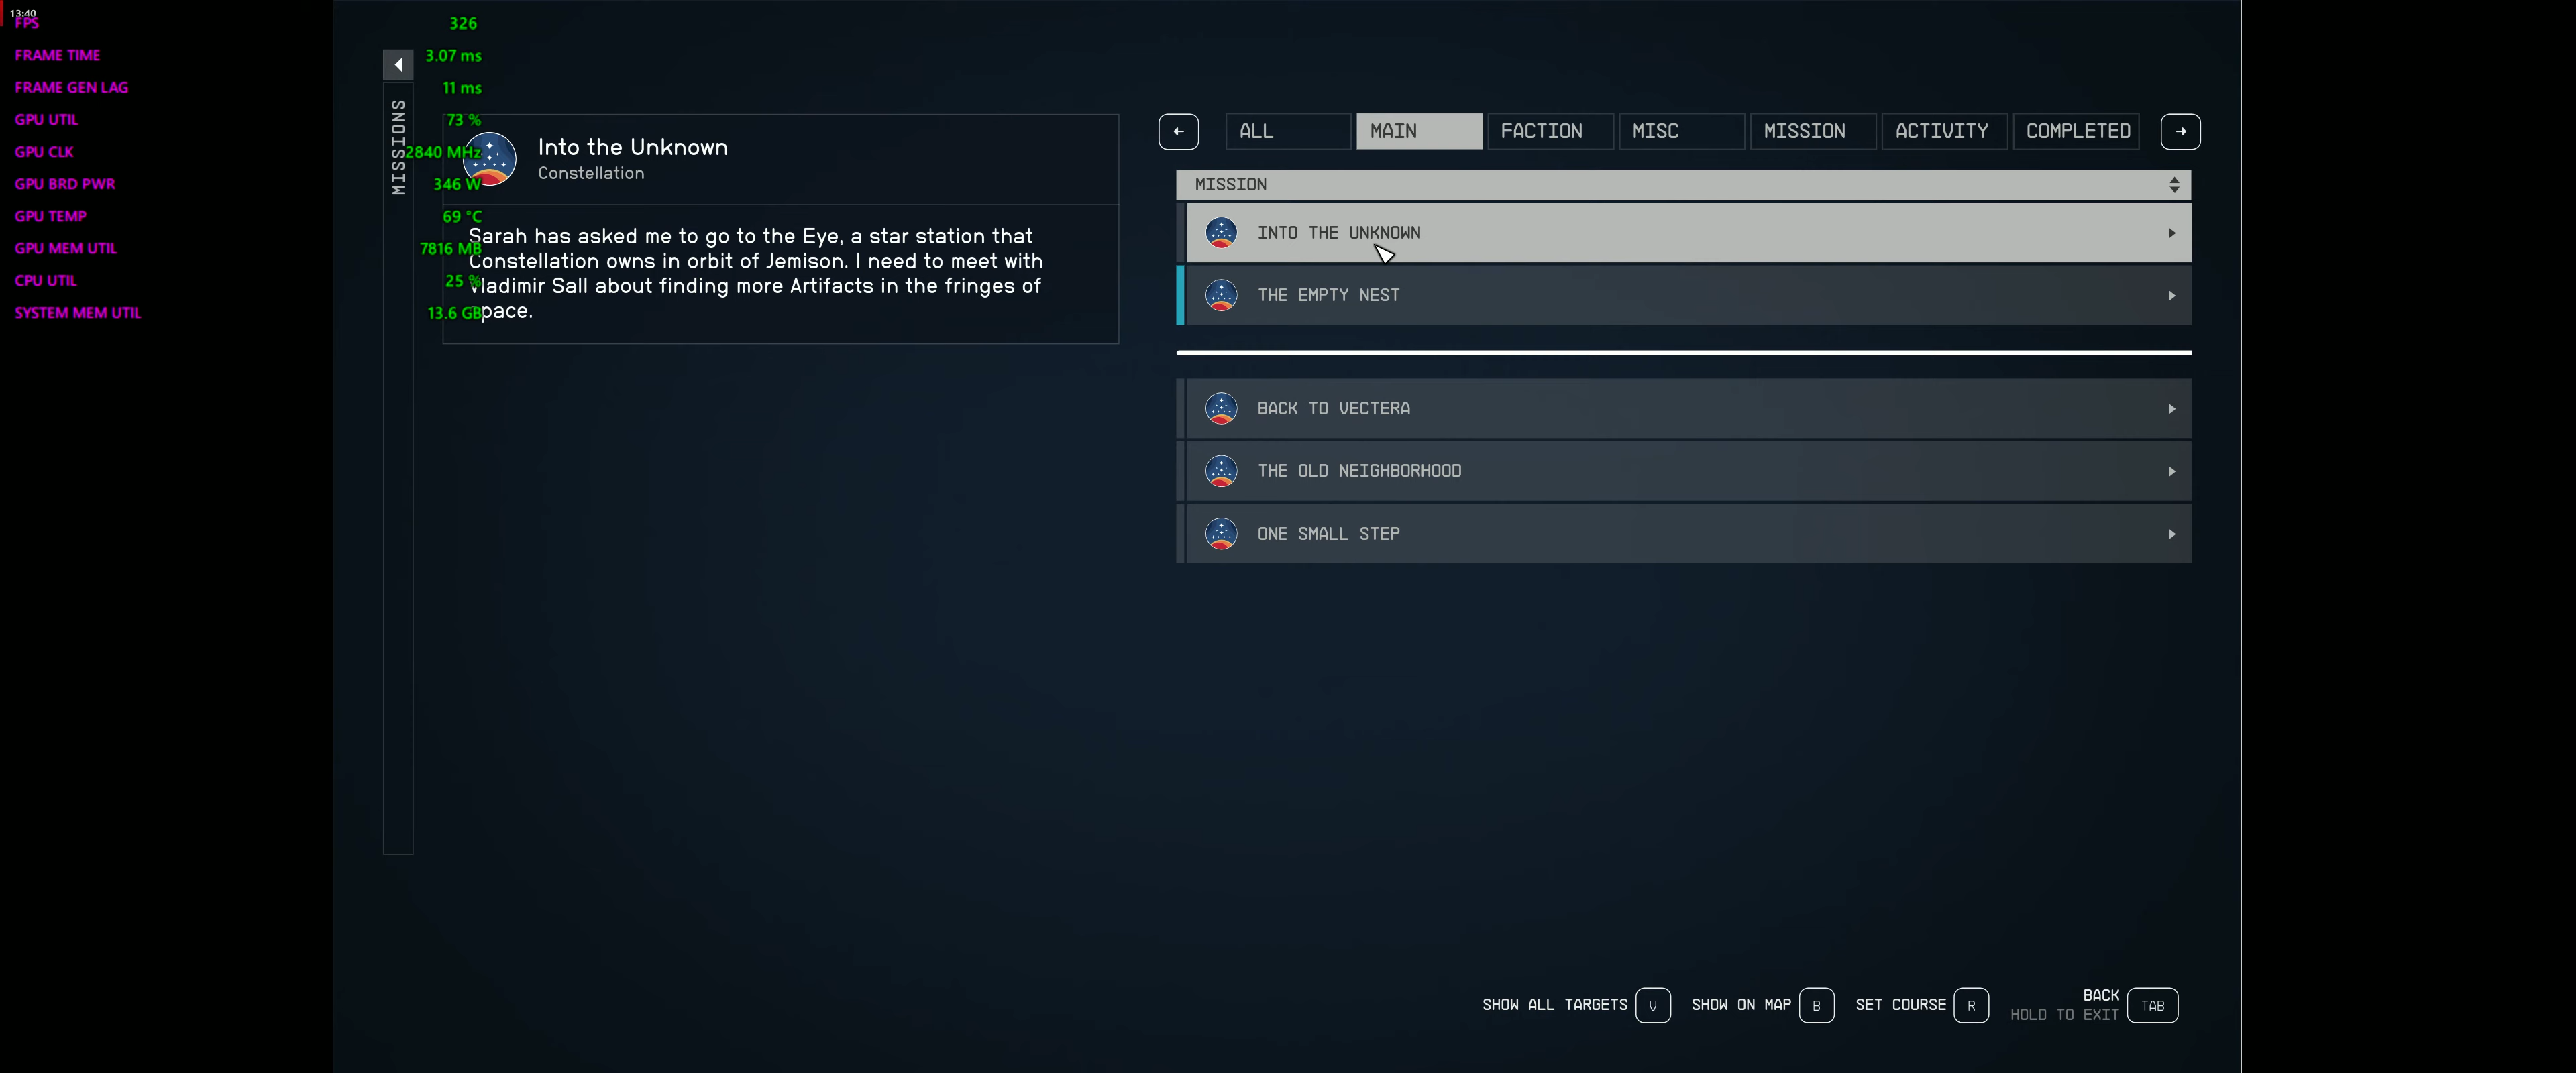 13:40
FPS 326
FRAME TIME 3.07 ms
FRAME GEN LAG 11 ms
GPU UTIL 73 %
GPU CLK 2840 MHz
GPU BRD PWR 346 W
GPU TEMP 69 °C
GPU MEM UTIL 7816 MB
CPU UTIL 25 %
SYSTEM MEM UTIL 13.6 GB
MISSIONS
Into the Unknown
Constellation
Sarah has asked me to go to the Eye, a star station that
Constellation owns in orbit of Jemison. I need to meet with
Vladimir Sall about finding more Artifacts in the fringes of
space.
ALL MAIN FACTION MISC MISSION ACTIVITY COMPLETED
MISSION
INTO THE UNKNOWN
THE EMPTY NEST
BACK TO VECTERA
THE OLD NEIGHBORHOOD
ONE SMALL STEP
SHOW ALL TARGETS V SHOW ON MAP B SET COURSE R BACK TAB
HOLD TO EXIT